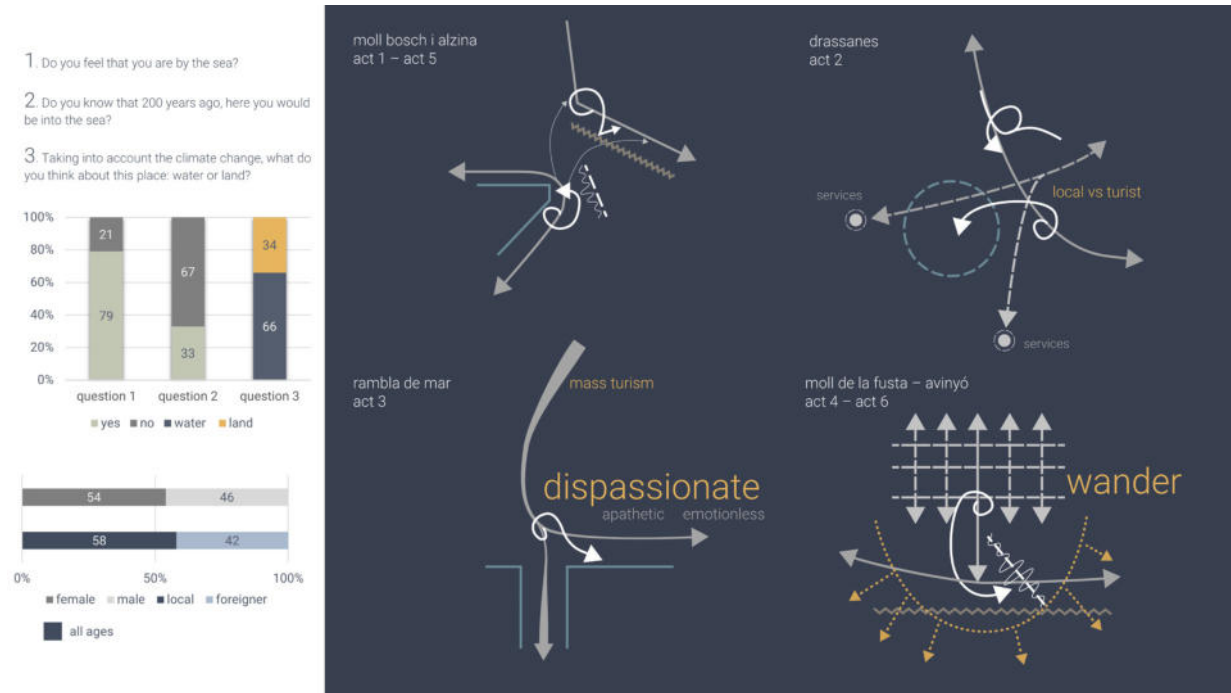 1. Do you feel that you are by the sea?
2. Do you know that 200 years ago, here you would
be into the sea?
3. Taking into account the climate change, what do
you think about this place: water or land?
100%
80%
60%
40%
20%
0%
21
79
67
33
34
66
question 1
question 2
question 3
yes
no
water
land
54
46
58
42
0%
50%
100%
female
male
local
foreigner
all ages
moll bosch i alzina
act 1 – act 5
drassanes
act 2
services
local vs turist
services
rambla de mar
act 3
mass turism
dispassionate
apathetic
emotionless
moll de la fusta – avinyó
act 4 – act 6
wander